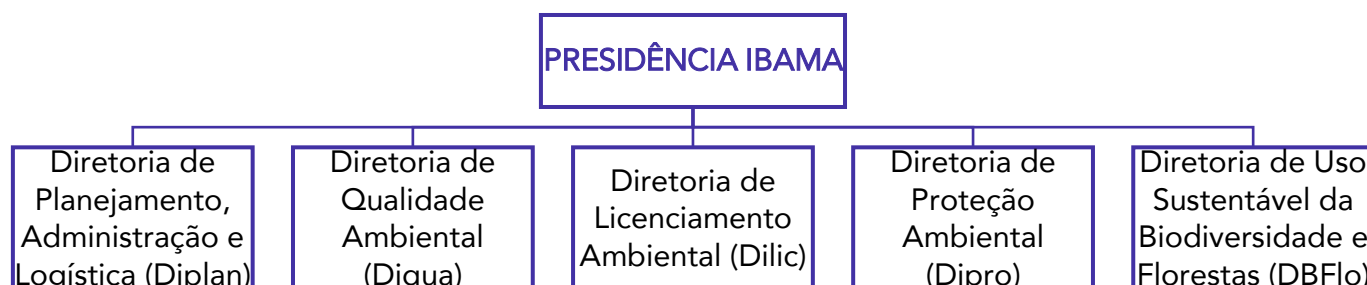 PRESIDÊNCIA IBAMA
Diretoria de
Planejamento,
Administração e
Logística (Diplan)
Diretoria de
Qualidade
Ambiental
(Diqua)
Diretoria de
Licenciamento
Ambiental (Dilic)
Diretoria de
Proteção
Ambiental
(Dipro)
Diretoria de Uso
Sustentável da
Biodiversidade e
Florestas (DBFlo)